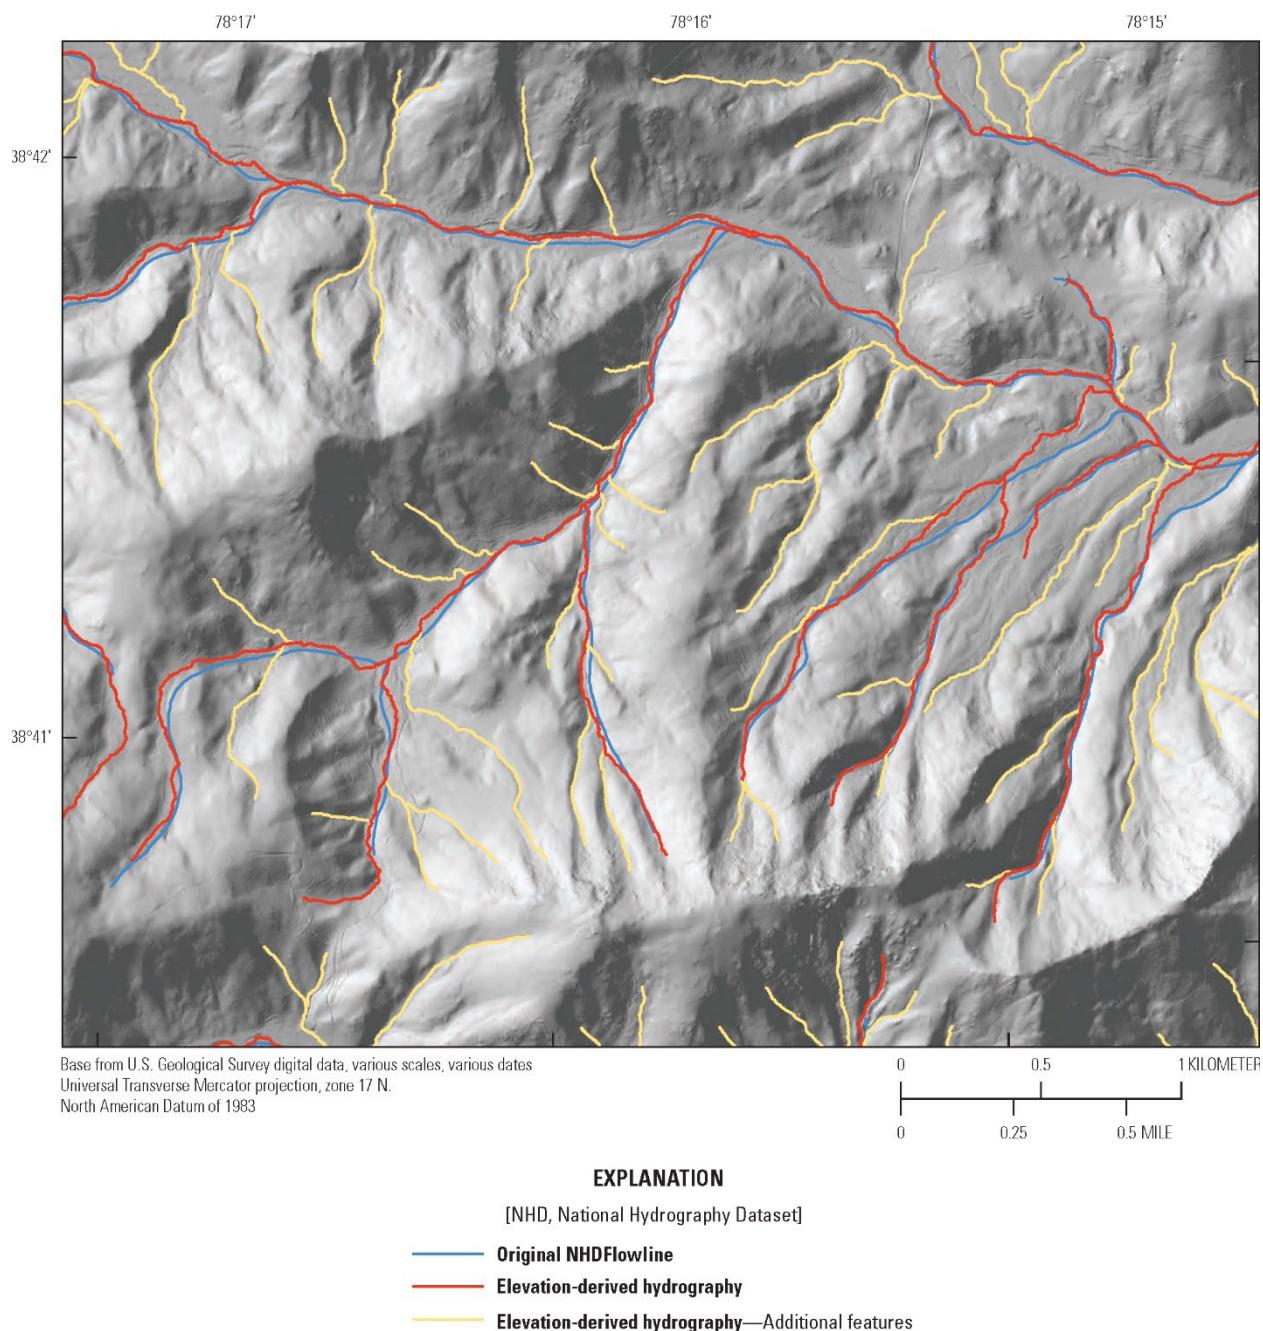 78°17'
78°16'
78°15'
38°42'
38°41'
Base from U.S. Geological Survey digital data, various scales, various dates
Universal Transverse Mercator projection, zone 17 N.
North American Datum of 1983
0
0.5
1 KILOMETER
0
0.25
0.5 MILE
EXPLANATION
[NHD, National Hydrography Dataset]
Original NHDFlowline
Elevation-derived hydrography
Elevation-derived hydrography—Additional features